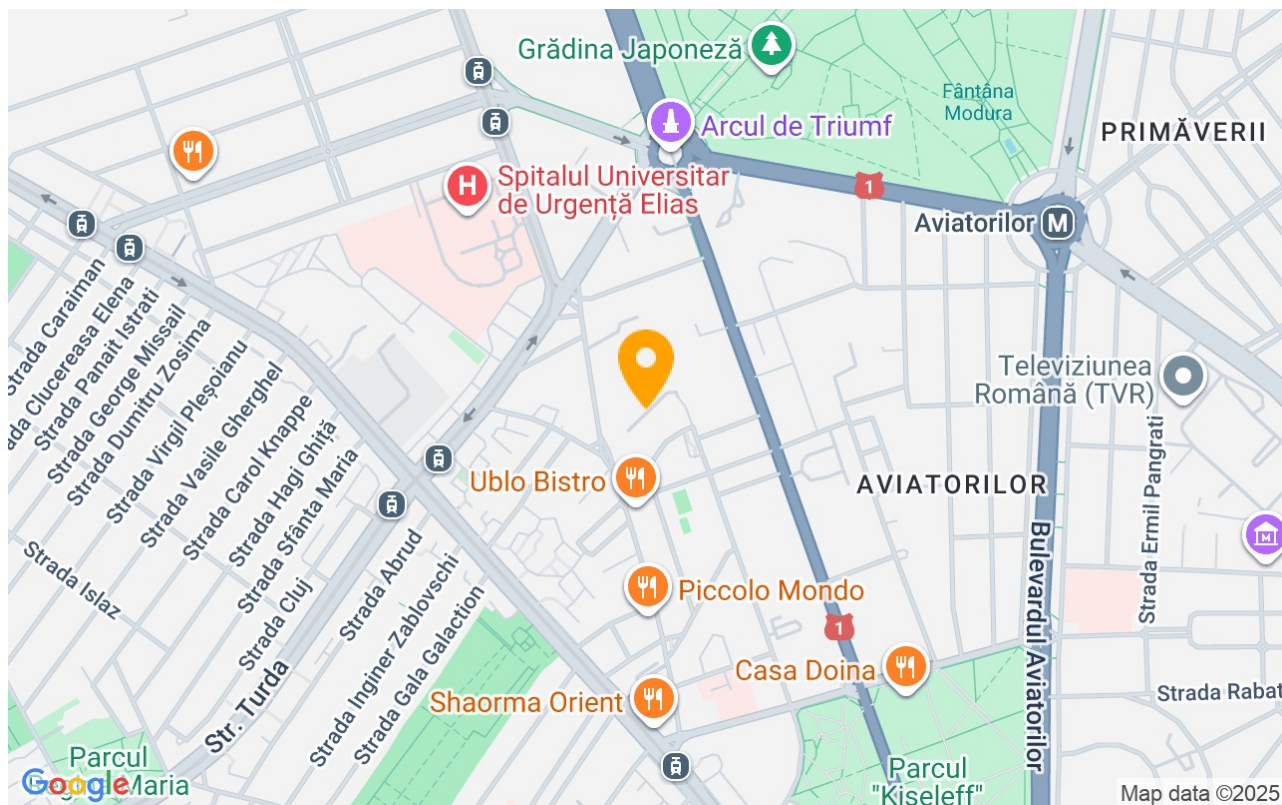 Grădina Japoneză
Fântâna
Modura
PRIMĂVERII
Arcul de Triumf
1
H
Spitalul Universitar
de Urgență Elias
Aviatorilor
M
Strada Caraiman
Strada Clucereasa Elena
Strada Panait Istrati
Strada George Missail
Strada Dumitru Zosima
Strada Virgil Pleșoianu
Strada Vasile Gherghel
Strada Carol Knappe
Strada Hagi Ghiță
Strada Sfânta Maria
Televiziunea
Română (TVR)
Ublo Bistro
AVIATORILOR
Strada Ermil Pangrati
M
Bulevardul Aviatorilor
Strada Islaz
Strada Cluj
Strada Abrud
Strada Inginer Zablovschi
Strada Gala Galaction
Piccolo Mondo
1
Casa Doina
Str. Turda
Shaorma Orient
Strada Rabat
Parcul
Maria
Google
Parcul
"Kiseleff"
Map data ©2025